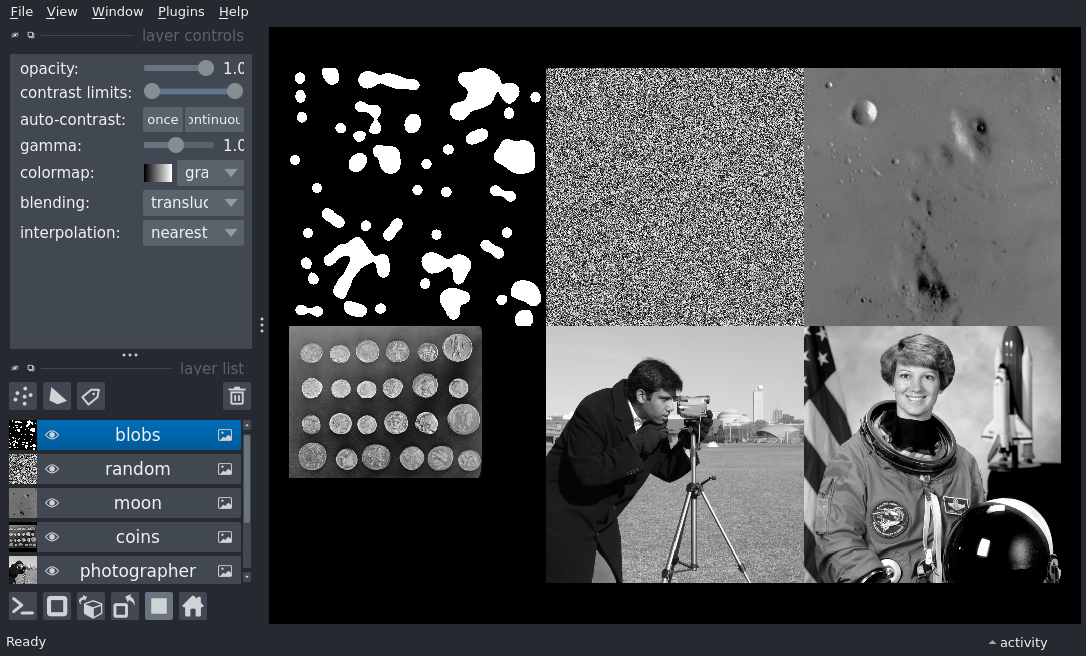 File View Window Plugins Help
layer controls
opacity: 1.0
contrast limits:
auto-contrast: once ontinuou
gamma: 1.0
colormap: gra
blending: transluc
interpolation: nearest
layer list
blobs
random
moon
coins
photographer
Ready
activity